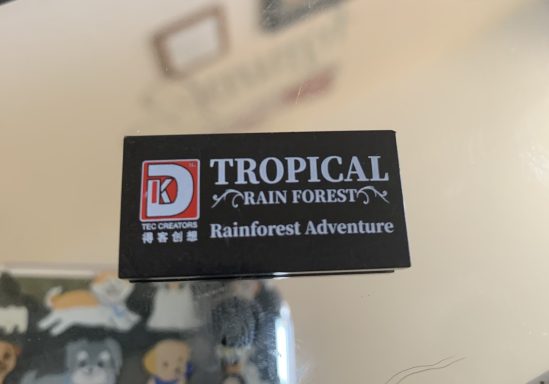 DK
TEC CREATORS
得客创想
TROPICAL
RAIN FOREST
Rainforest Adventure